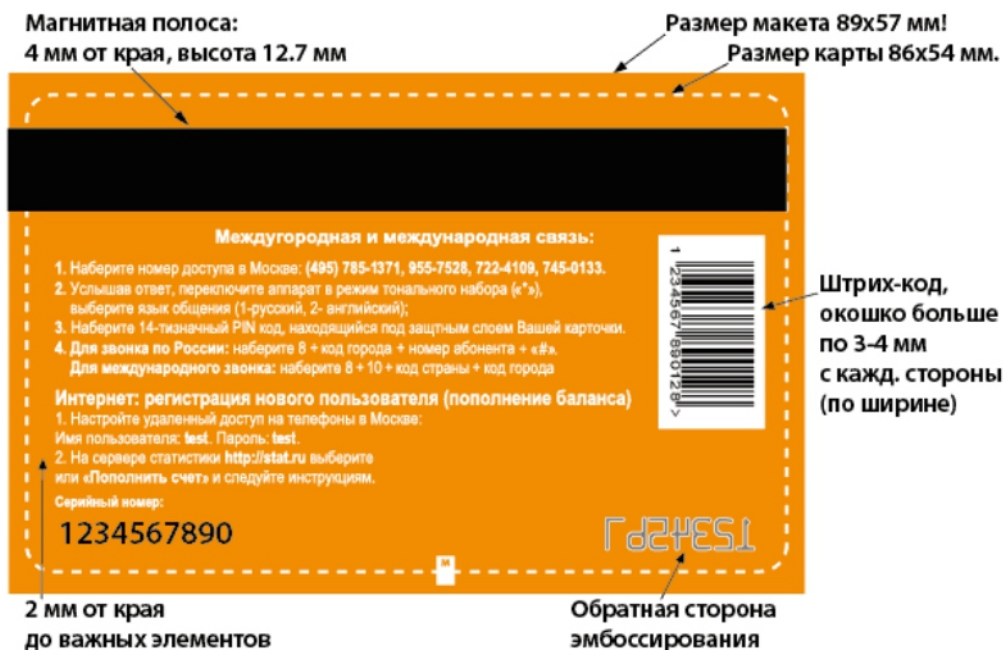 Магнитная полоса:
4 мм от края, высота 12.7 мм
Размер макета 89х57 мм!
Размер карты 86х54 мм.
Междугородная и международная связь:
1. Наберите номер доступа в Москве: (495) 785-1371, 955-7528, 722-4109, 745-0133.
2. Услышав ответ, переключите аппарат в режим тонального набора («*»),
выберите язык общения (1-русский, 2- английский);
3. Наберите 14-тизначный PIN код, находящийся под защтным слоем Вашей карточки.
4. Для звонка по России: наберите 8 + код города + номер абонента + «#».
Для международного звонка: наберите 8 + 10 + код страны + код города
1 234567 890128 >
Штрих-код,
окошко больше
по 3-4 мм
с кажд. стороны
(по ширине)
Интернет: регистрация нового пользователя (пополнение баланса)
1. Настройте удаленный доступ на телефоны в Москве:
Имя пользователя: test. Пароль: test.
2. На сервере статистики http://stat.ru выберите
или «Пополнить счет» и следуйте инструкциям.
Серийный номер:
1234567890
м
2 мм от края
до важных элементов
Обратная сторона
эмбоссирования